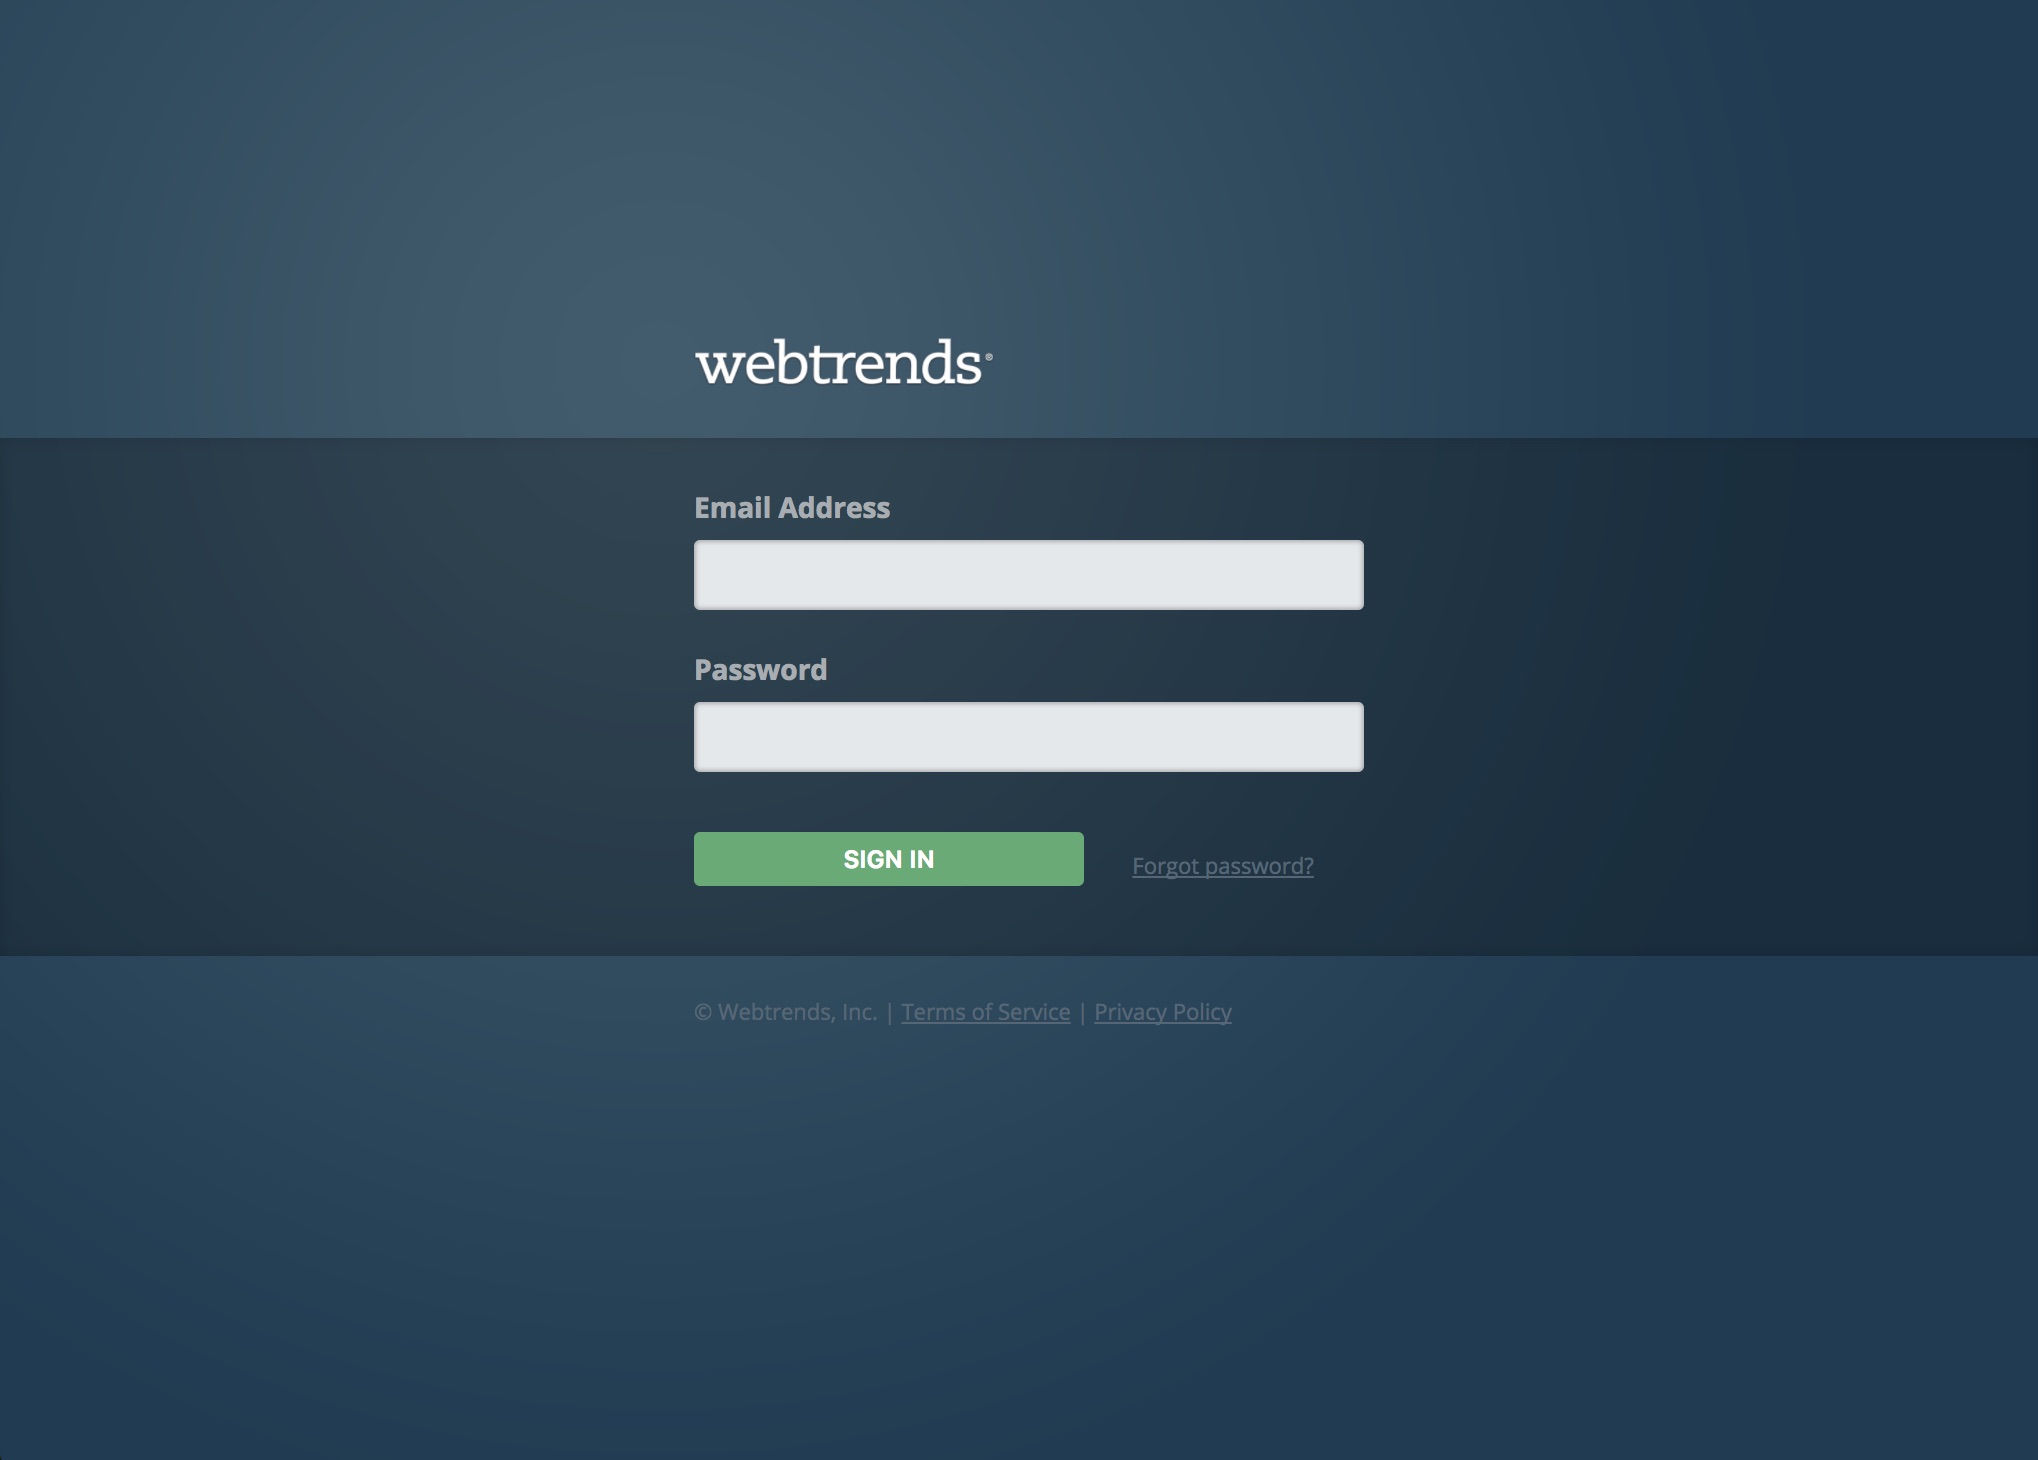 webtrends®
Email Address
Password
SIGN IN
Forgot password?
© Webtrends, Inc. | Terms of Service | Privacy Policy